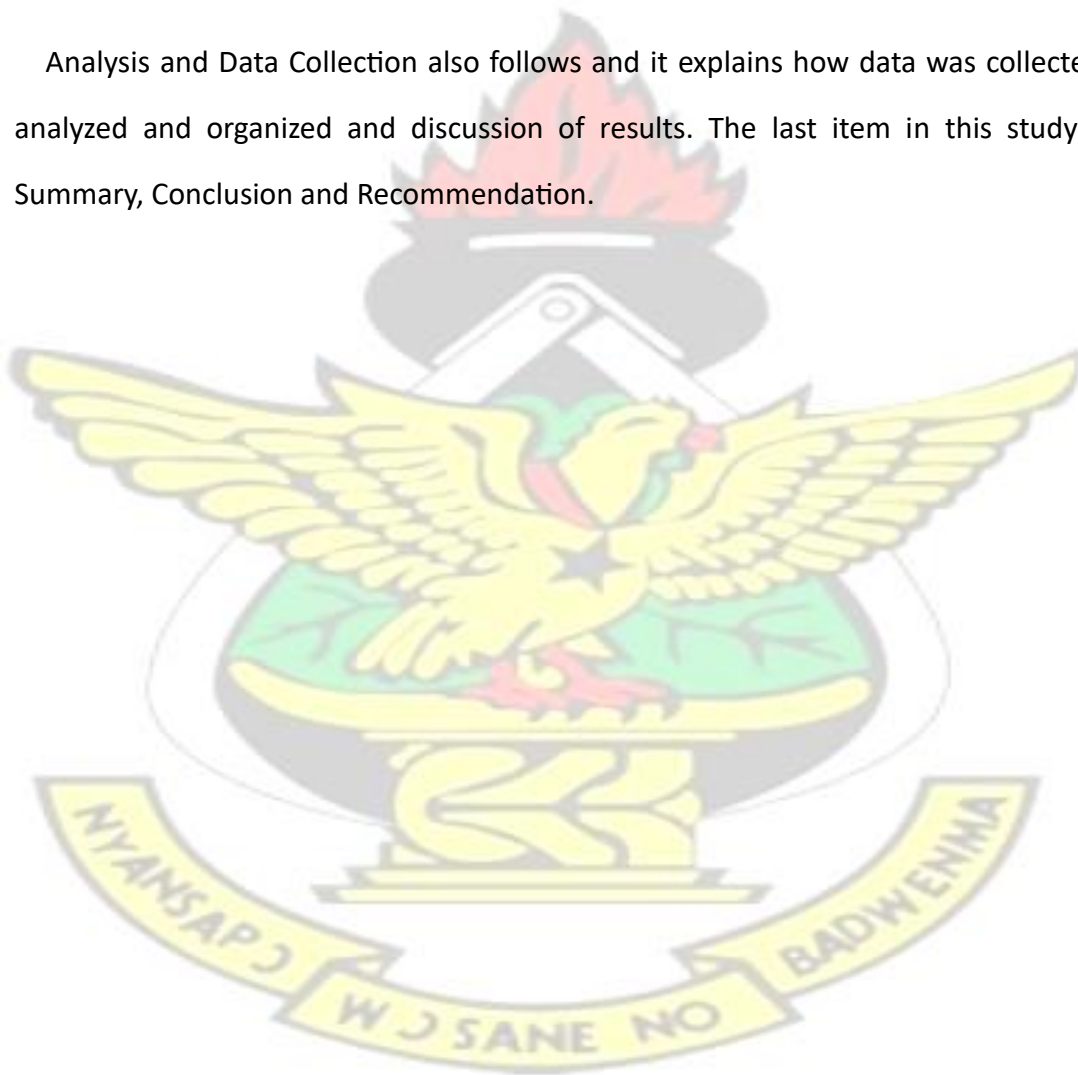 Analysis and Data Collection also follows and it explains how data was collecte
analyzed and organized and discussion of results. The last item in this study
Summary, Conclusion and Recommendation.
NYANSAPƆ
WƆSANE NO
BADWENMA